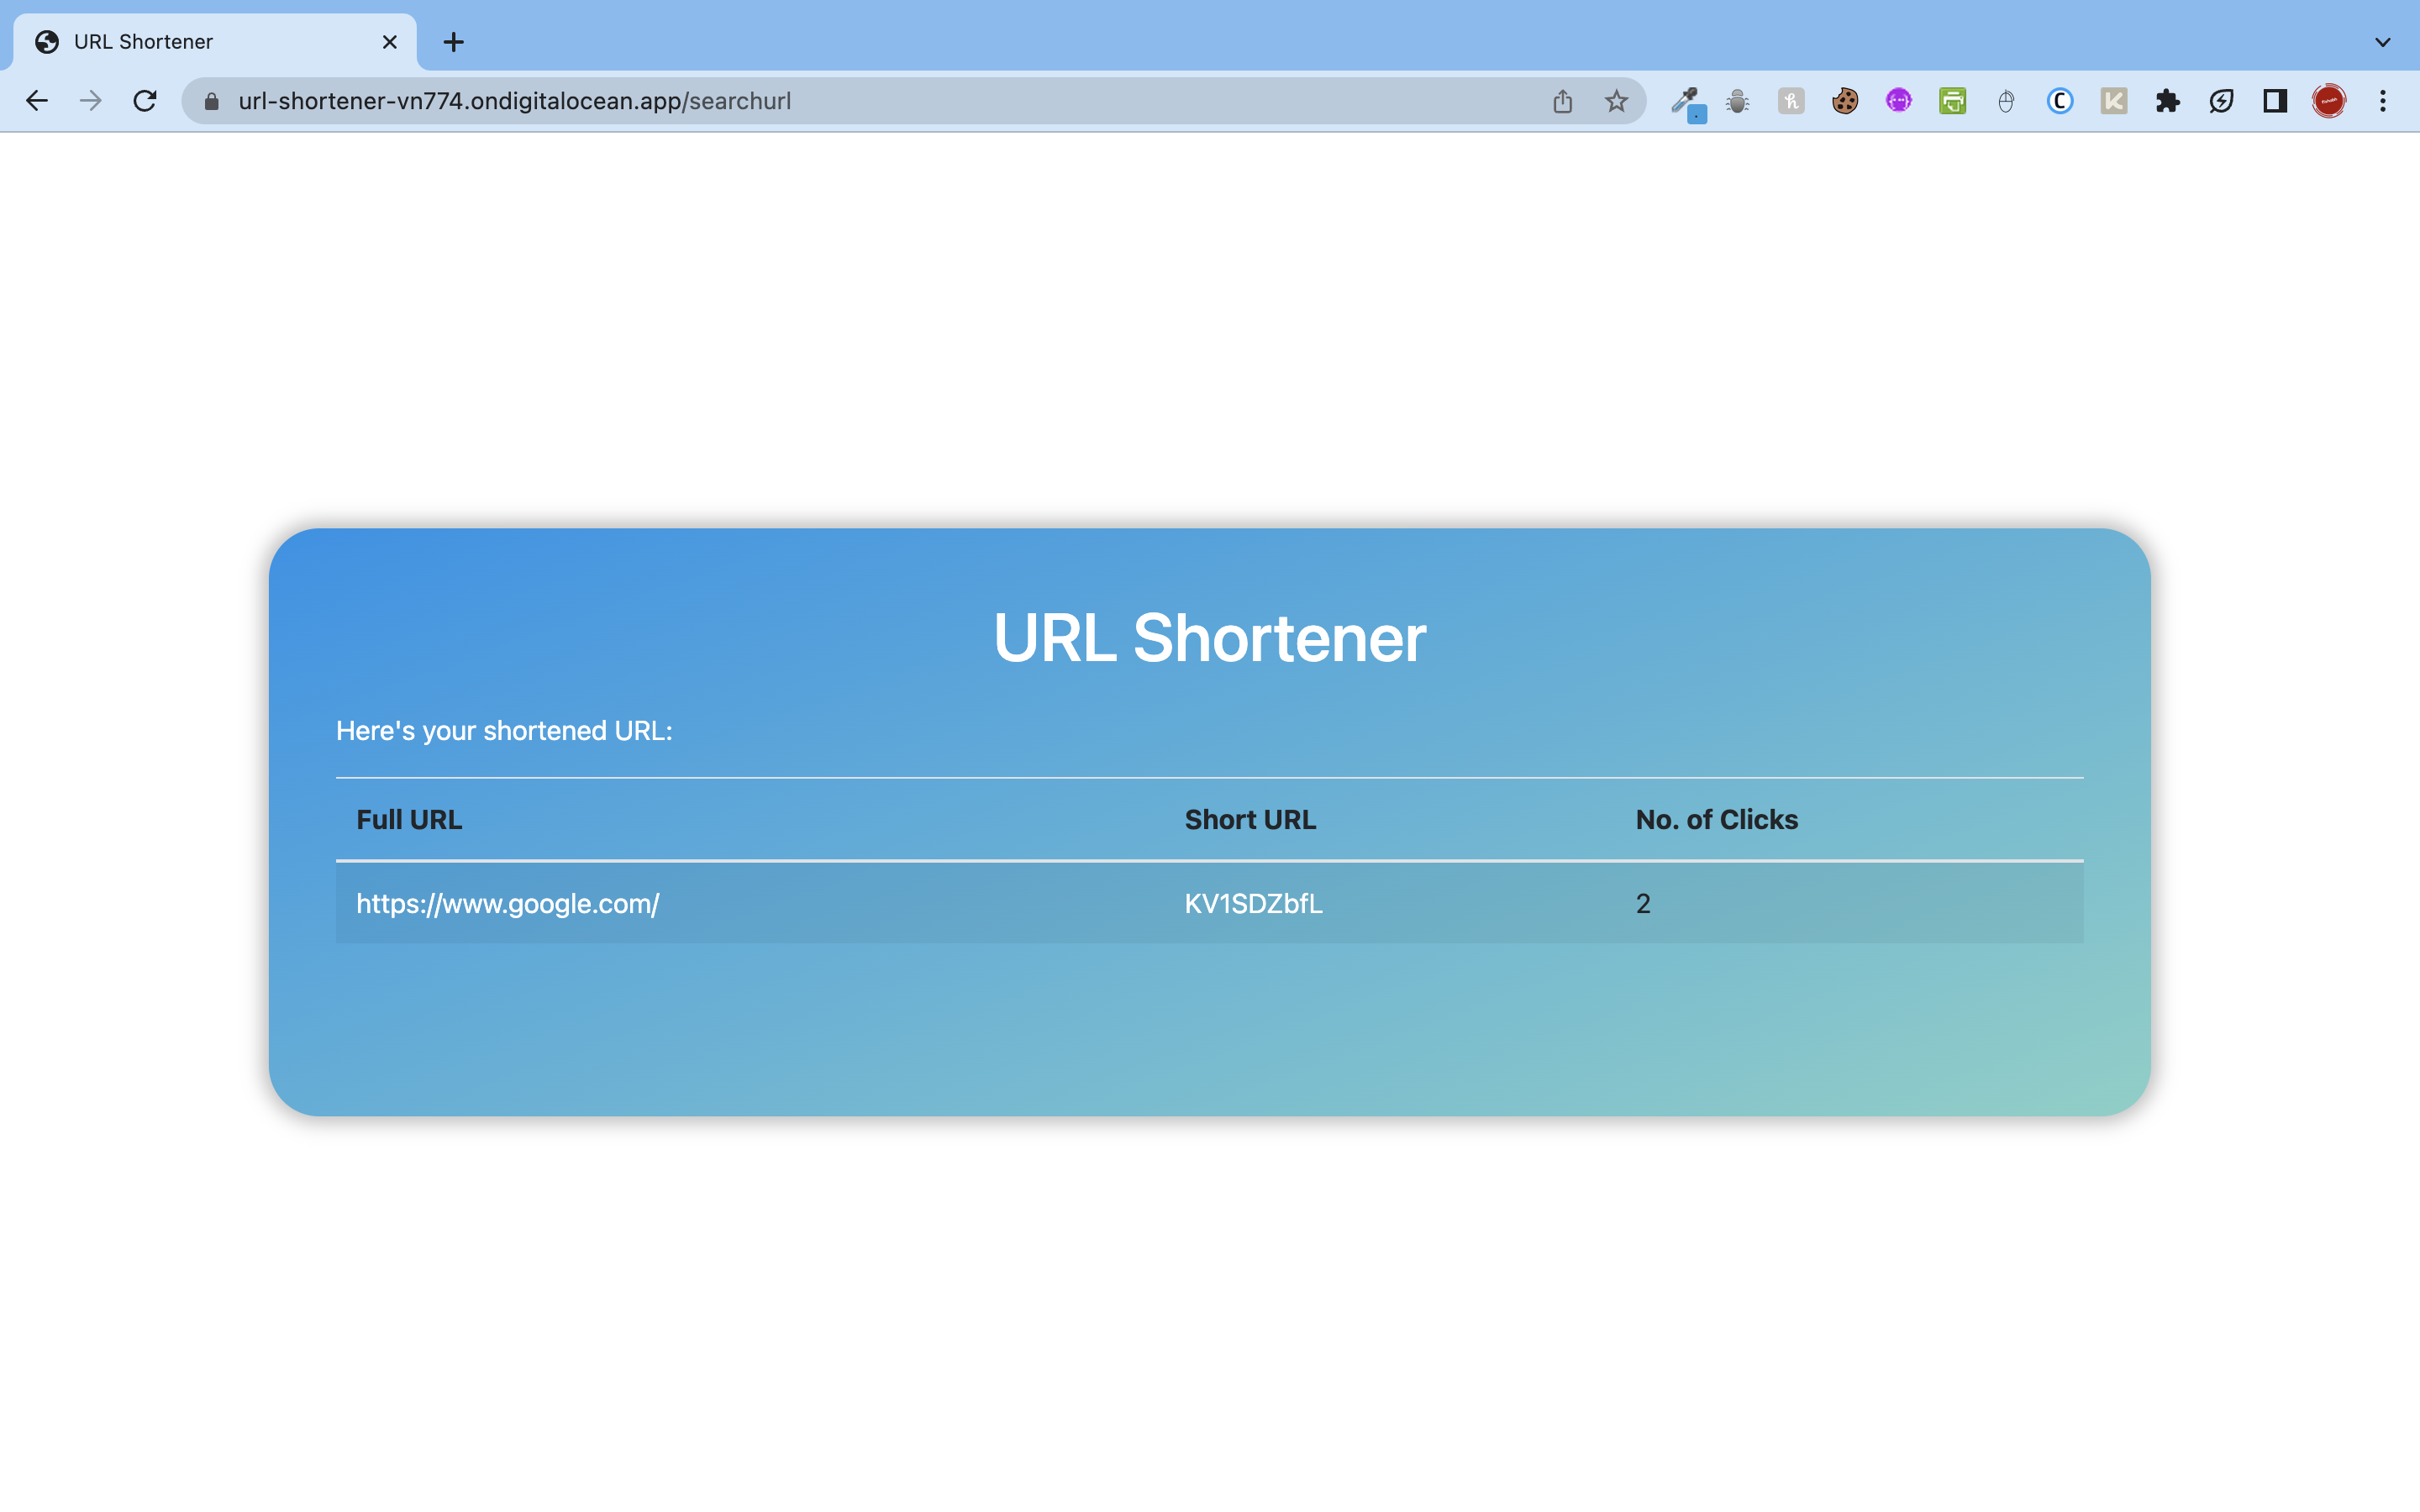 URL Shortener
url-shortener-vn774.ondigitalocean.app/searchurl
URL Shortener
Here's your shortened URL:
Full URL Short URL No. of Clicks
https://www.google.com/ KV1SDZbfL 2